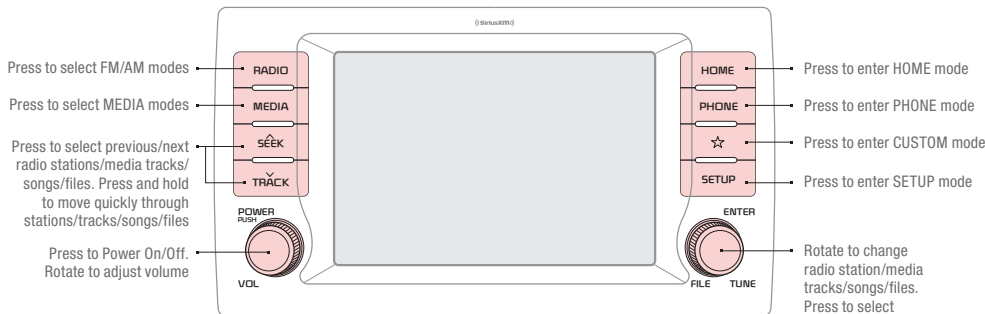 ((SiriusXM))
Press to select FM/AM modes
RADIO
HOME
Press to enter HOME mode
Press to select MEDIA modes
MEDIA
PHONE
Press to enter PHONE mode
Press to select previous/next
radio stations/media tracks/
songs/files. Press and hold
to move quickly through
stations/tracks/songs/files
SEEK
TRACK
☆
Press to enter CUSTOM mode
SETUP
Press to enter SETUP mode
POWER
PUSH
VOL
Press to Power On/Off.
Rotate to adjust volume
ENTER
FILE
TUNE
Rotate to change
radio station/media
tracks/songs/files.
Press to select